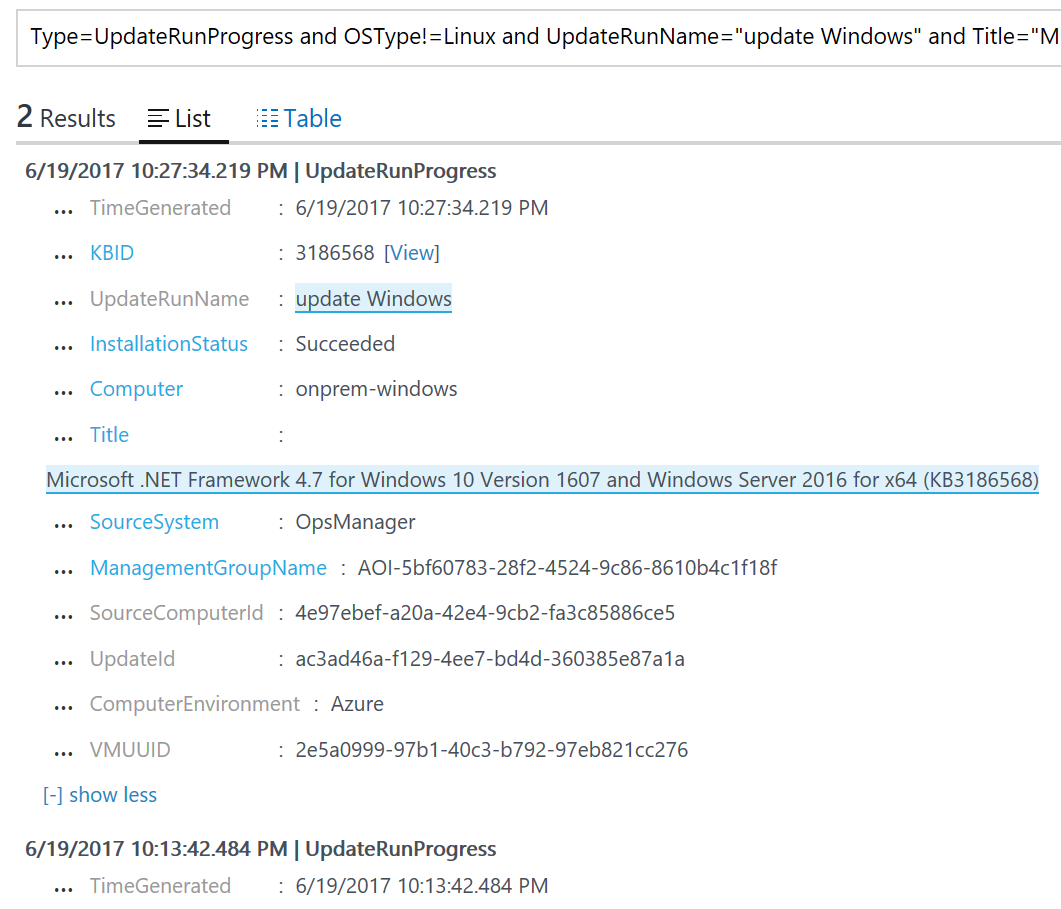 Type=UpdateRunProgress and OSType!=Linux and UpdateRunName="update Windows" and Title="M
2 Results List Table
6/19/2017 10:27:34.219 PM | UpdateRunProgress
... TimeGenerated : 6/19/2017 10:27:34.219 PM
... KBID : 3186568 [View]
... UpdateRunName : update Windows
... InstallationStatus : Succeeded
... Computer : onprem-windows
... Title :
Microsoft .NET Framework 4.7 for Windows 10 Version 1607 and Windows Server 2016 for x64 (KB3186568)
... SourceSystem : OpsManager
... ManagementGroupName : AOI-5bf60783-28f2-4524-9c86-8610b4c1f18f
... SourceComputerId : 4e97ebef-a20a-42e4-9cb2-fa3c85886ce5
... UpdateId : ac3ad46a-f129-4ee7-bd4d-360385e87a1a
... ComputerEnvironment : Azure
... VMUUID : 2e5a0999-97b1-40c3-b792-97eb821cc276
[-] show less
6/19/2017 10:13:42.484 PM | UpdateRunProgress
... TimeGenerated : 6/19/2017 10:13:42.484 PM